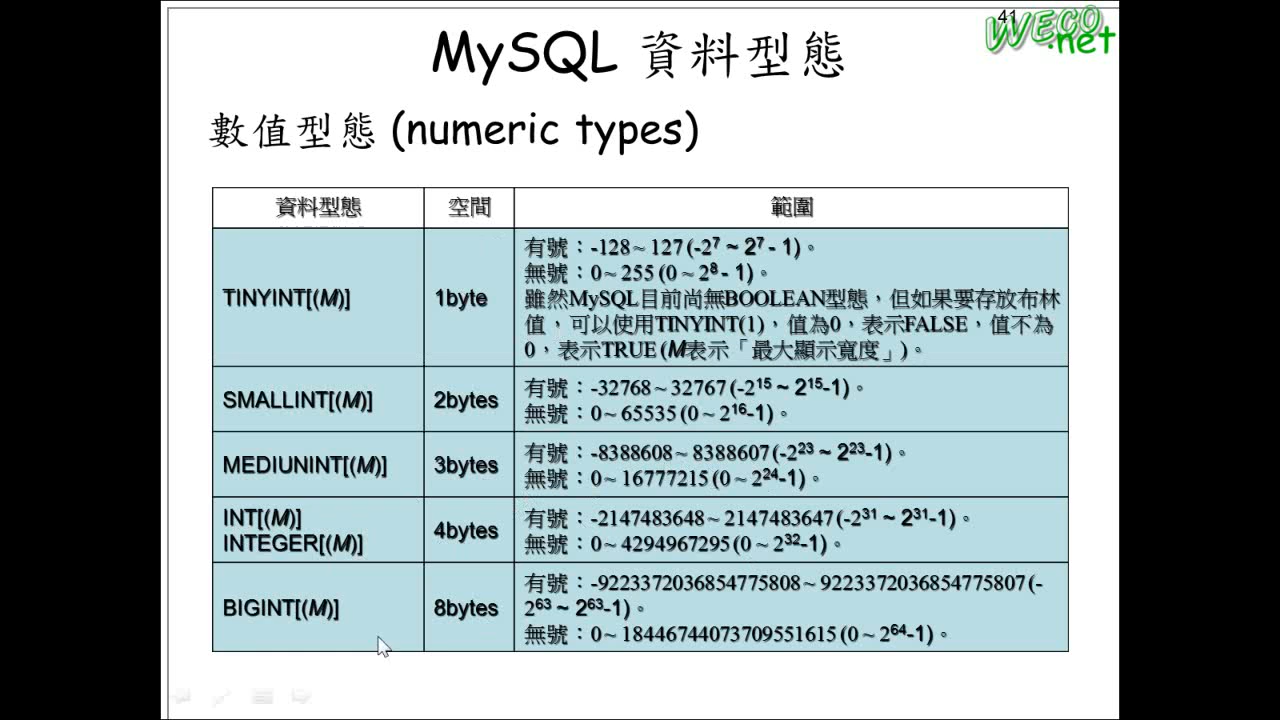 41
WECO
.net
MySQL 資料型態
數值型態 (numeric types)
資料型態 空間 範圍
TINYINT[(M)] 1byte
有號：-128 ~ 127 (-2⁷ ~ 2⁷ - 1)。
無號：0 ~ 255 (0 ~ 2⁸ - 1)。
雖然MySQL目前尚無BOOLEAN型態，但如果要存放布林
值，可以使用TINYINT(1)，值為0，表示FALSE，值不為
0，表示TRUE (M表示「最大顯示寬度」)。
SMALLINT[(M)] 2bytes
有號：-32768 ~ 32767 (-2¹⁵ ~ 2¹⁵-1)。
無號：0 ~ 65535 (0 ~ 2¹⁶-1)。
MEDIUNINT[(M)] 3bytes
有號：-8388608 ~ 8388607 (-2²³ ~ 2²³-1)。
無號：0 ~ 16777215 (0 ~ 2²⁴-1)。
INT[(M)]
INTEGER[(M)]
4bytes
有號：-2147483648 ~ 2147483647 (-2³¹ ~ 2³¹-1)。
無號：0 ~ 4294967295 (0 ~ 2³²-1)。
BIGINT[(M)] 8bytes
有號：-9223372036854775808 ~ 9223372036854775807 (-
2⁶³ ~ 2⁶³-1)。
無號：0 ~ 18446744073709551615 (0 ~ 2⁶⁴-1)。